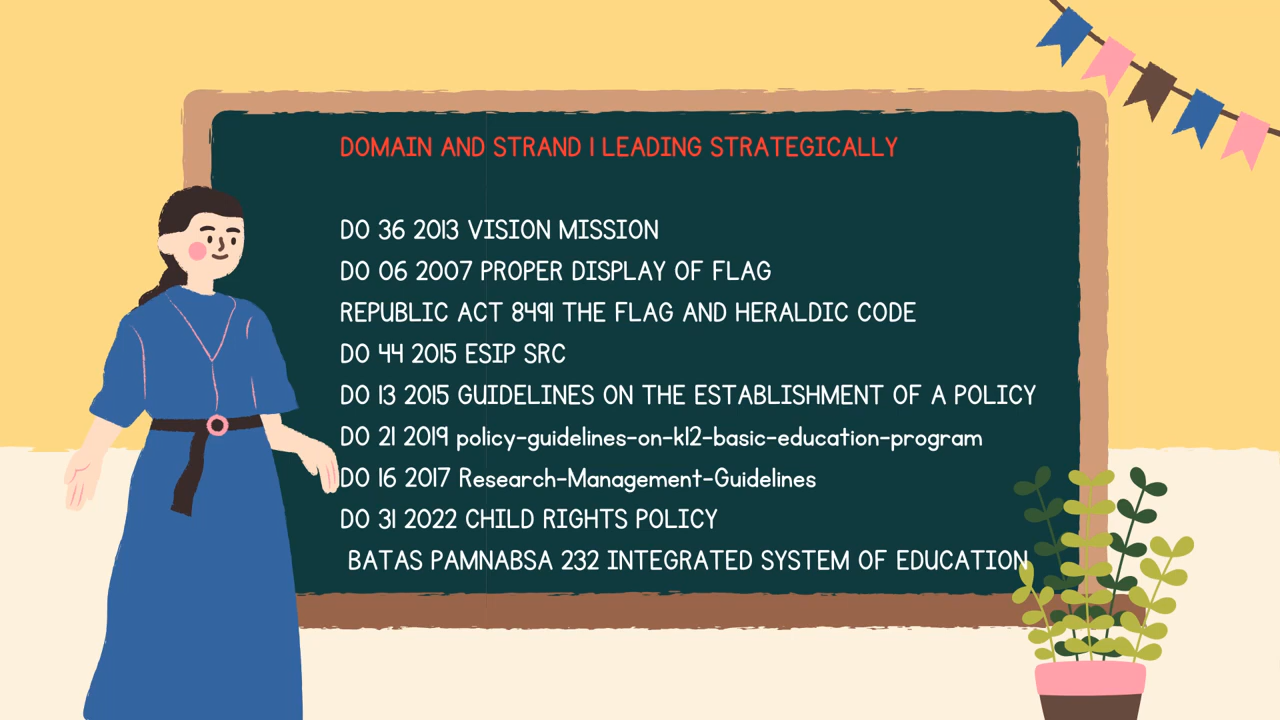 DOMAIN AND STRAND I LEADING STRATEGICALLY
DO 36 2013 VISION MISSION
DO 06 2007 PROPER DISPLAY OF FLAG
REPUBLIC ACT 8491 THE FLAG AND HERALDIC CODE
DO 44 2015 ESIP SRC
DO 13 2015 GUIDELINES ON THE ESTABLISHMENT OF A POLICY
DO 21 2019 policy-guidelines-on-k12-basic-education-program
DO 16 2017 Research-Management-Guidelines
DO 31 2022 CHILD RIGHTS POLICY
BATAS PAMNABSA 232 INTEGRATED SYSTEM OF EDUCATION